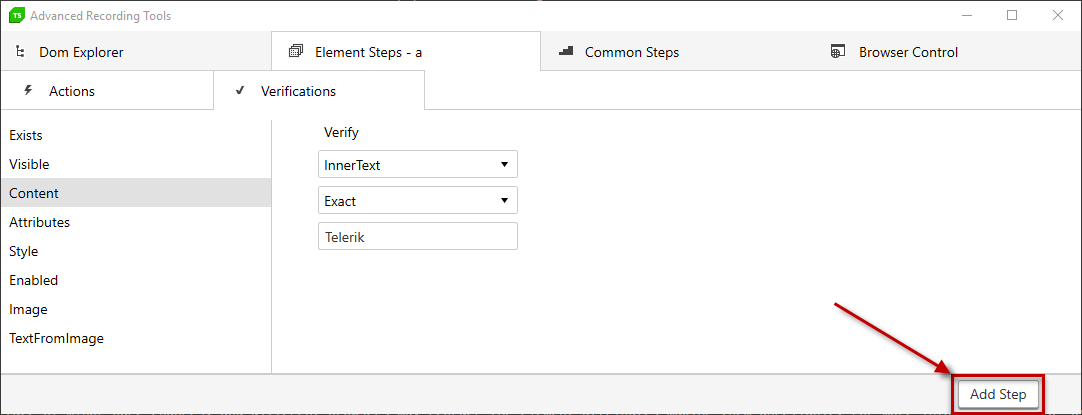 TS Advanced Recording Tools
Dom Explorer Element Steps - a Common Steps Browser Control
Actions Verifications
Exists
Visible
Content
Attributes
Style
Enabled
Image
TextFromImage
Verify
InnerText
Exact
Telerik
Add Step